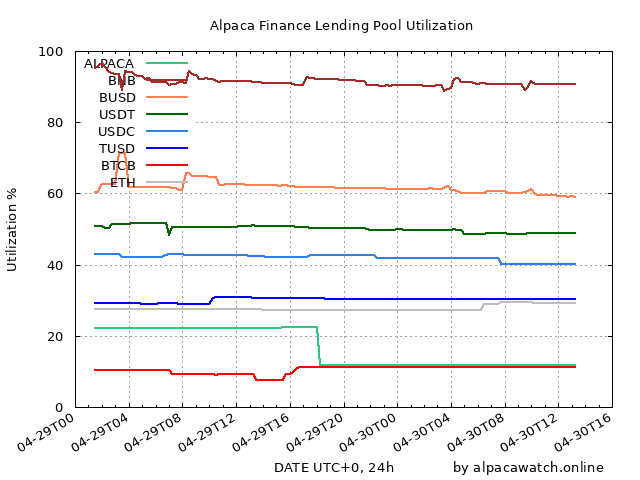 Alpaca Finance Lending Pool Utilization
Utilization %
100
80
60
40
20
0
ALPACA
BNB
BUSD
USDT
USDC
TUSD
BTCB
ETH
04-29T00
04-29T04
04-29T08
04-29T12
04-29T16
04-29T20
04-30T00
04-30T04
04-30T08
04-30T12
04-30T16
DATE UTC+0, 24h
by alpacawatch.online